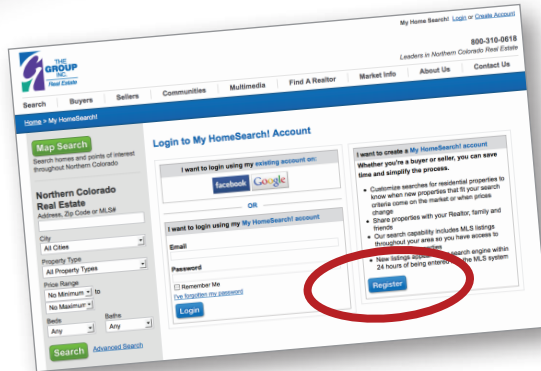 My Home Search! Login or Create Account
THE
GROUP
INC.
Real Estate
800-310-0618
Leaders in Northern Colorado Real Estate
Search Buyers Sellers Communities Multimedia Find A Realtor Market Info About Us Contact Us
Home > My HomeSearch!
Map Search
Search homes and points of interest
throughout Northern Colorado
Northern Colorado
Real Estate
Address, Zip Code or MLS#
City
All Cities
Property Type
All Property Types
Price Range
No Minimum to
No Maximum
Beds Baths
Any Any
Search Advanced Search
Login to My HomeSearch! Account
I want to login using my existing account on:
facebook Google
OR
I want to login using my My HomeSearch! account
Email
Password
Remember Me
I've forgotten my password
Login
I want to create a My HomeSearch! account
Whether you're a buyer or seller, you can save
time and simplify the process.
• Customize searches for residential properties to
know when new properties that fit your search
criteria come on the market or when prices
change
• Share properties with your Realtor, family and
friends
• Our search capability includes MLS listings
throughout your area so you have access to
• New listings search engine within
24 hours of being entered the MLS system
Register